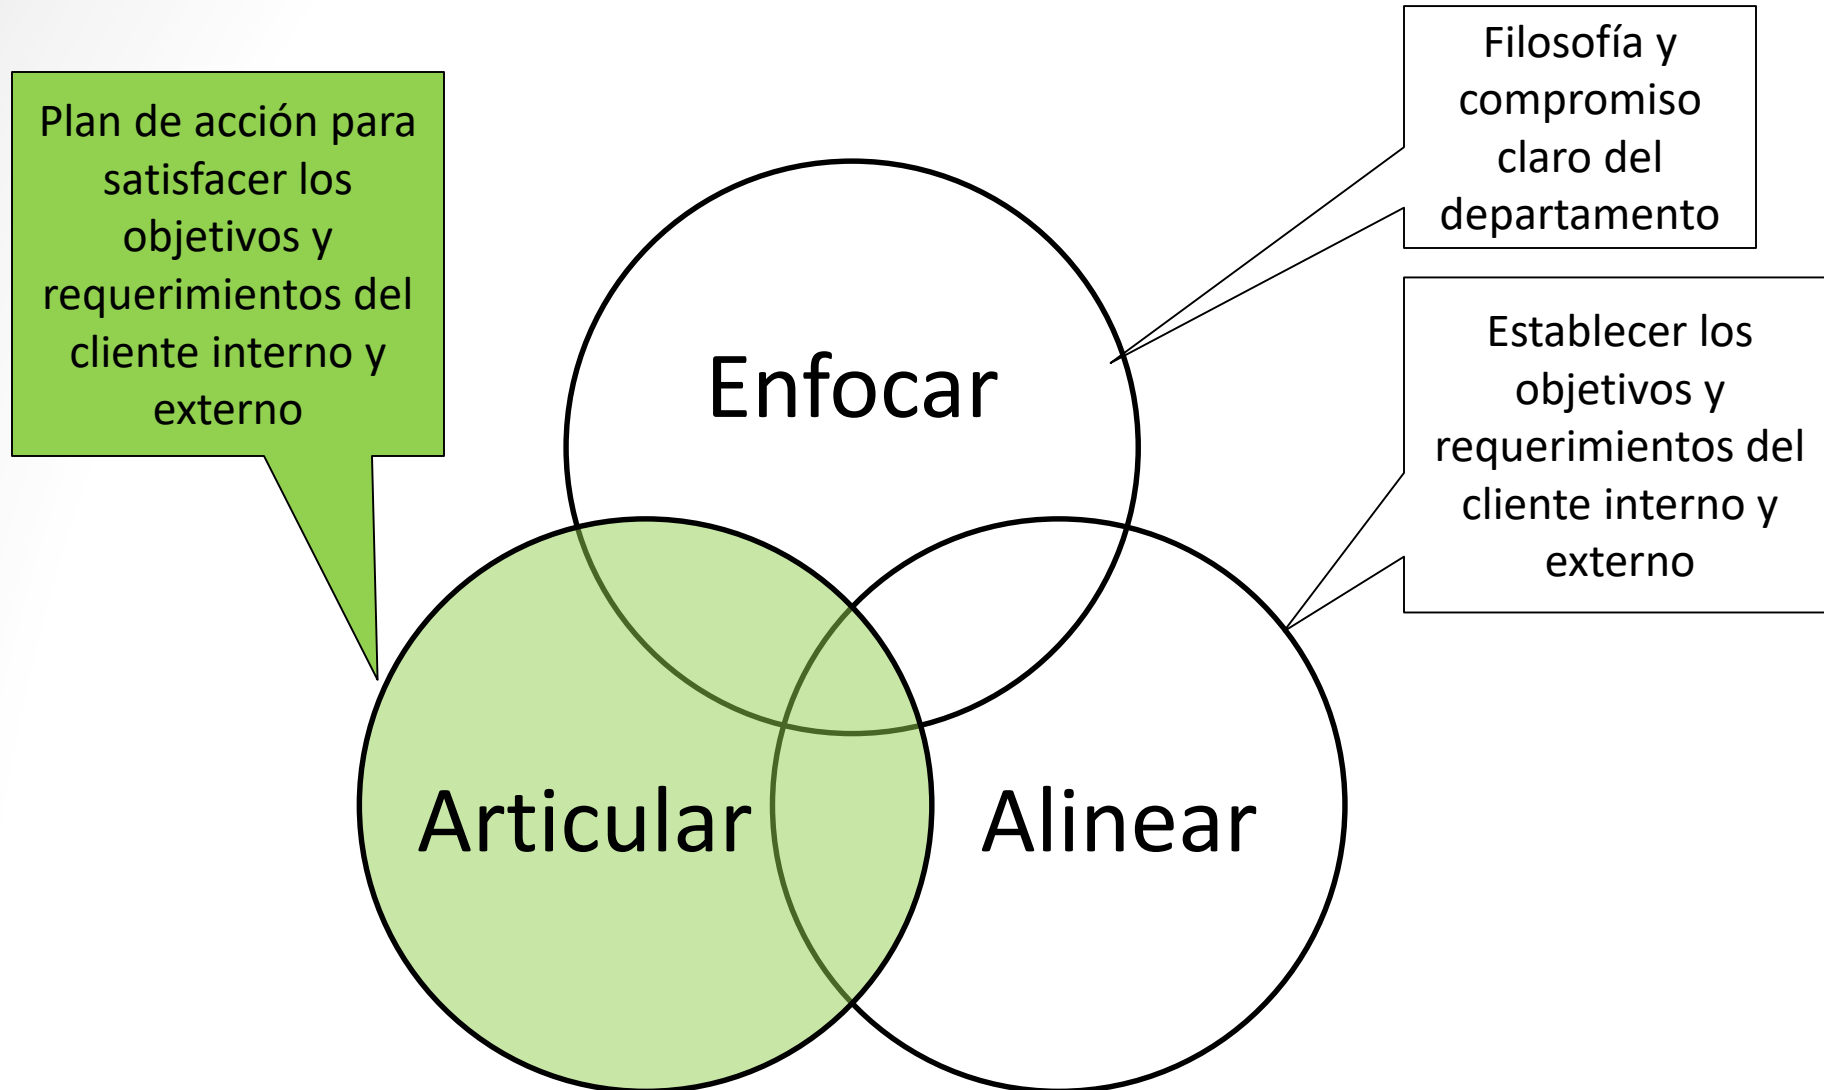 Plan de acción para
satisfacer los
objetivos y
requerimientos del
cliente interno y
externo
Filosofía y
compromiso
claro del
departamento
Establecer los
objetivos y
requerimientos del
cliente interno y
externo
Enfocar
Articular
Alinear